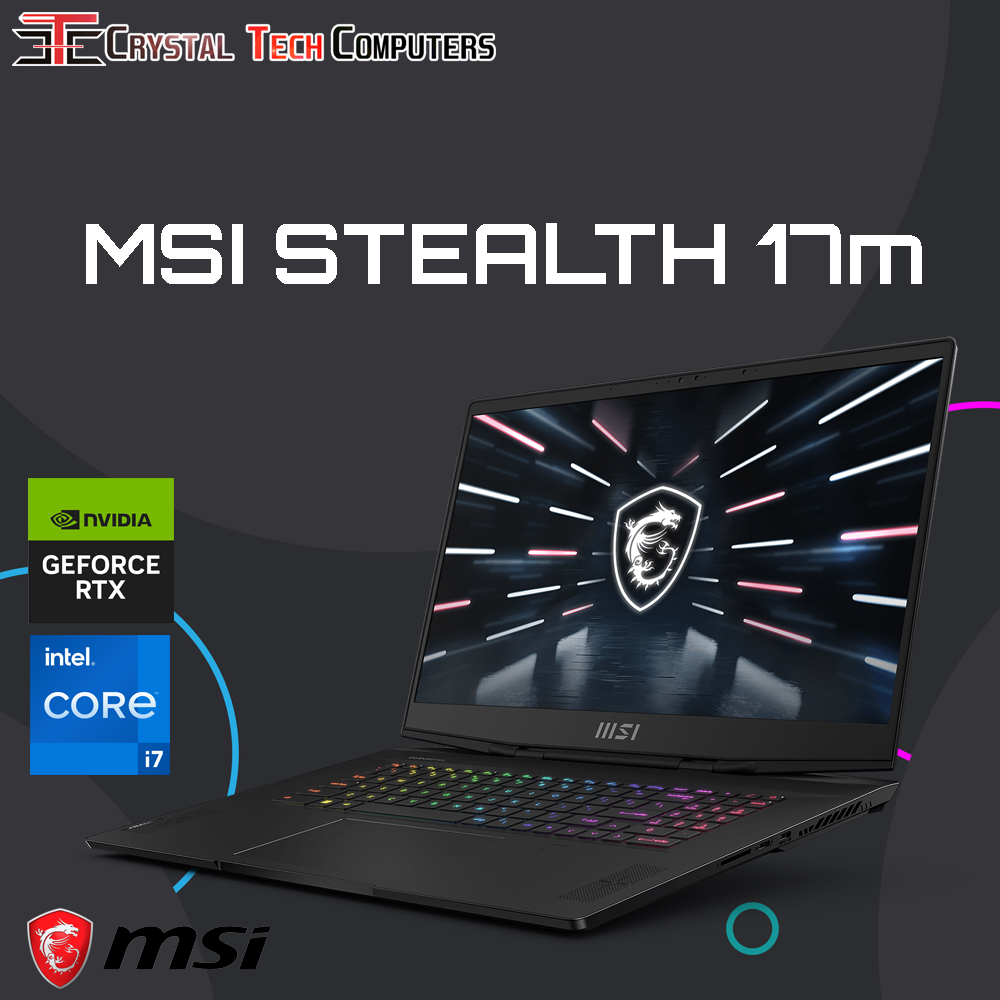 CRYSTAL TECH COMPUTERS
MSI STEALTH 17m
NVIDIA
GEFORCE
RTX
intel.
CORe
i7
msi
msi